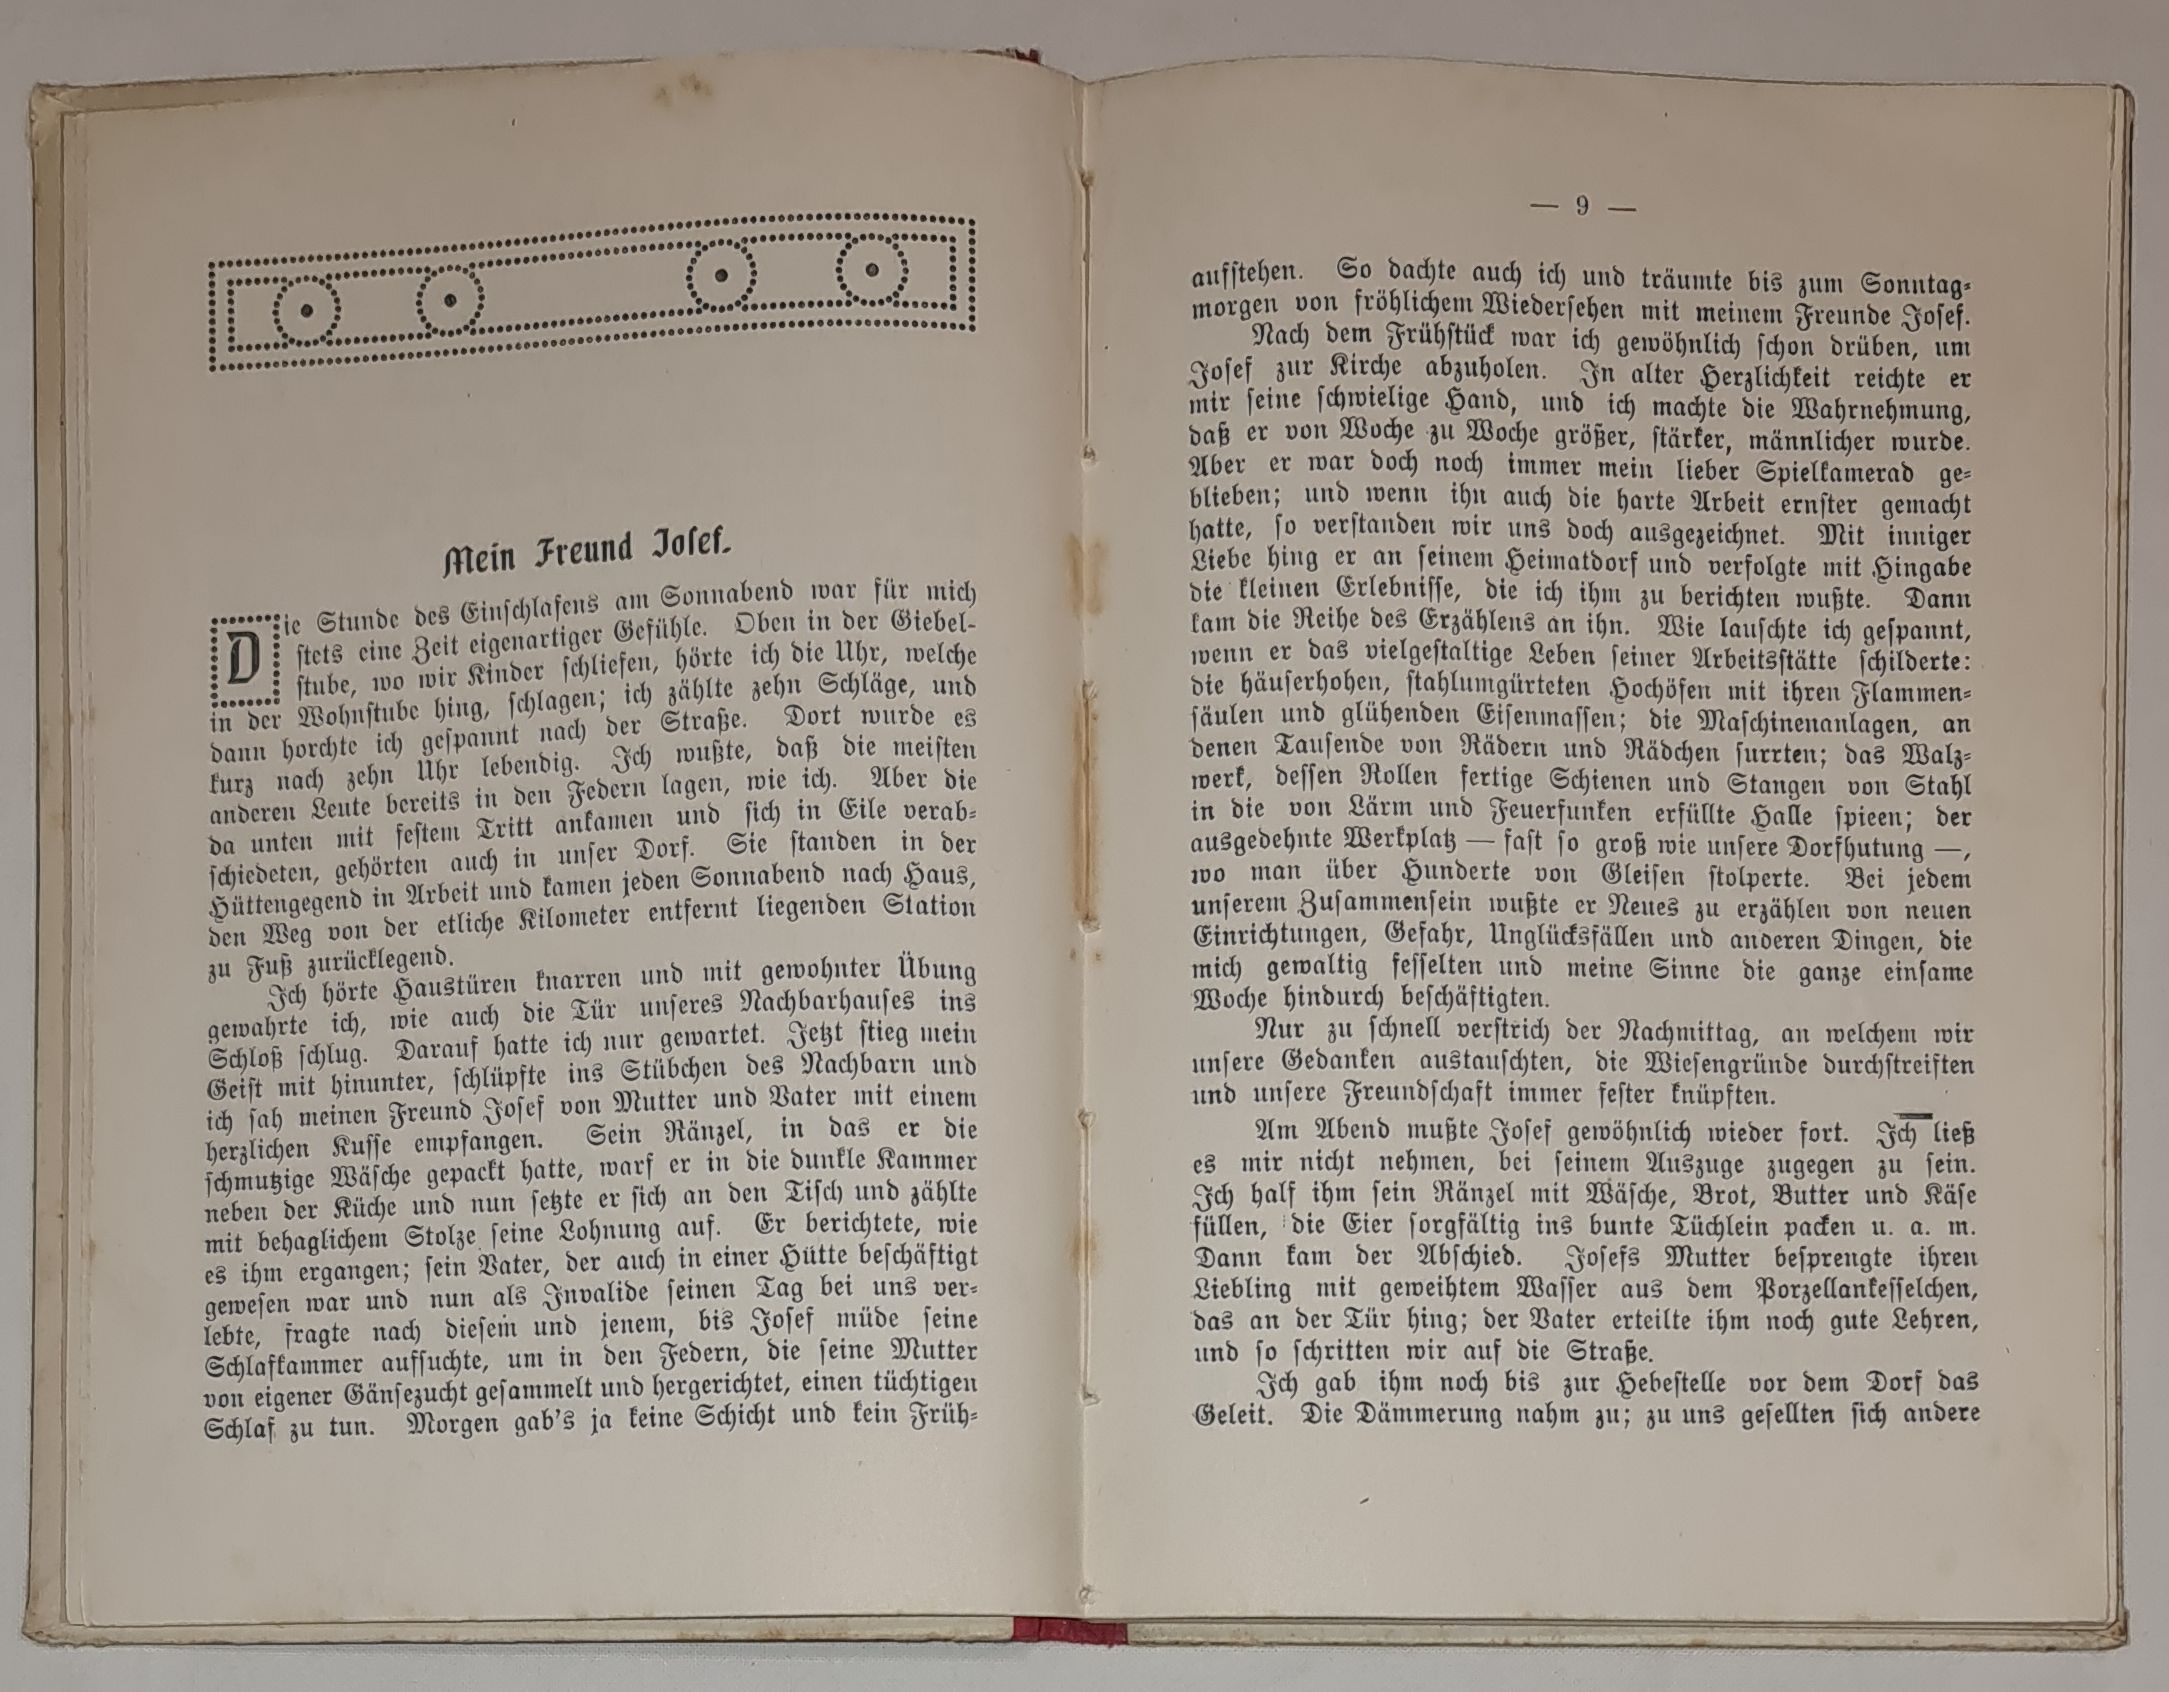 Mein Freund Josef.
Die Stunde des Einschlafens am Sonnabend war für mich
stets eine Zeit eigenartiger Gefühle. Oben in der Giebel-
stube, wo wir Kinder schliefen, hörte ich die Uhr, welche
in der Wohnstube hing, schlagen; ich zählte zehn Schläge, und
dann horchte ich gespannt nach der Straße. Dort wurde es
kurz nach zehn Uhr lebendig. Ich wußte, daß die meisten
anderen Leute bereits in den Federn lagen, wie ich. Aber die
da unten mit festem Tritt ankamen und sich in Eile verab-
schiedeten, gehörten auch in unser Dorf. Sie standen in der
Hüttengegend in Arbeit und kamen jeden Sonnabend nach Haus,
den Weg von der etliche Kilometer entfernt liegenden Station
zu Fuß zurücklegend.
Ich hörte Haustüren knarren und mit gewohnter Übung
gewahrte ich, wie auch die Tür unseres Nachbarhauses ins
Schloß schlug. Darauf hatte ich nur gewartet. Jetzt stieg mein
Geist mit hinunter, schlüpfte ins Stübchen des Nachbarn und
ich sah meinen Freund Josef von Mutter und Vater mit einem
herzlichen Kusse empfangen. Sein Ränzel, in das er die
schmutzige Wäsche gepackt hatte, warf er in die dunkle Kammer
neben der Küche und nun setzte er sich an den Tisch und zählte
mit behaglichem Stolze seine Lohnung auf. Er berichtete, wie
es ihm ergangen; sein Vater, der auch in einer Hütte beschäftigt
gewesen war und nun als Invalide seinen Tag bei uns ver-
lebte, fragte nach diesem und jenem, bis Josef müde seine
Schlafkammer aufsuchte, um in den Federn, die seine Mutter
von eigener Gänsezucht gesammelt und hergerichtet, einen tüchtigen
Schlaf zu tun. Morgen gab's ja keine Schicht und kein Früh-
— 9 —
aufstehen. So dachte auch ich und träumte bis zum Sonntag-
morgen von fröhlichem Wiedersehen mit meinem Freunde Josef.
Nach dem Frühstück war ich gewöhnlich schon drüben, um
Josef zur Kirche abzuholen. In alter Herzlichkeit reichte er
mir seine schwielige Hand, und ich machte die Wahrnehmung,
daß er von Woche zu Woche größer, stärker, männlicher wurde.
Aber er war doch noch immer mein lieber Spielkamerad ge-
blieben; und wenn ihn auch die harte Arbeit ernster gemacht
hatte, so verstanden wir uns doch ausgezeichnet. Mit inniger
Liebe hing er an seinem Heimatdorf und verfolgte mit Hingabe
die kleinen Erlebnisse, die ich ihm zu berichten wußte. Dann
kam die Reihe des Erzählens an ihn. Wie lauschte ich gespannt,
wenn er das vielgestaltige Leben seiner Arbeitsstätte schilderte:
die häuserhohen, stahlumgürteten Hochöfen mit ihren Flammen-
säulen und glühenden Eisenmassen; die Maschinenanlagen, an
denen Tausende von Rädern und Rädchen surrten; das Walz-
werk, dessen Rollen fertige Schienen und Stangen von Stahl
in die von Lärm und Feuerfunken erfüllte Halle spieen; der
ausgedehnte Werkplatz — fast so groß wie unsere Dorfhutung —,
wo man über Hunderte von Gleisen stolperte. Bei jedem
unserem Zusammensein wußte er Neues zu erzählen von neuen
Einrichtungen, Gefahr, Unglücksfällen und anderen Dingen, die
mich gewaltig fesselten und meine Sinne die ganze einsame
Woche hindurch beschäftigten.
Nur zu schnell verstrich der Nachmittag, an welchem wir
unsere Gedanken austauschten, die Wiesengründe durchstreiften
und unsere Freundschaft immer fester knüpften.
Am Abend mußte Josef gewöhnlich wieder fort. Ich ließ
es mir nicht nehmen, bei seinem Auszuge zugegen zu sein.
Ich half ihm sein Ränzel mit Wäsche, Brot, Butter und Käse
füllen, die Eier sorgfältig ins bunte Tüchlein packen u. a. m.
Dann kam der Abschied. Josefs Mutter besprengte ihren
Liebling mit geweihtem Wasser aus dem Porzellankesselchen,
das an der Tür hing; der Vater erteilte ihm noch gute Lehren,
und so schritten wir auf die Straße.
Ich gab ihm noch bis zur Hebestelle vor dem Dorf das
Geleit. Die Dämmerung nahm zu; zu uns gesellten sich andere